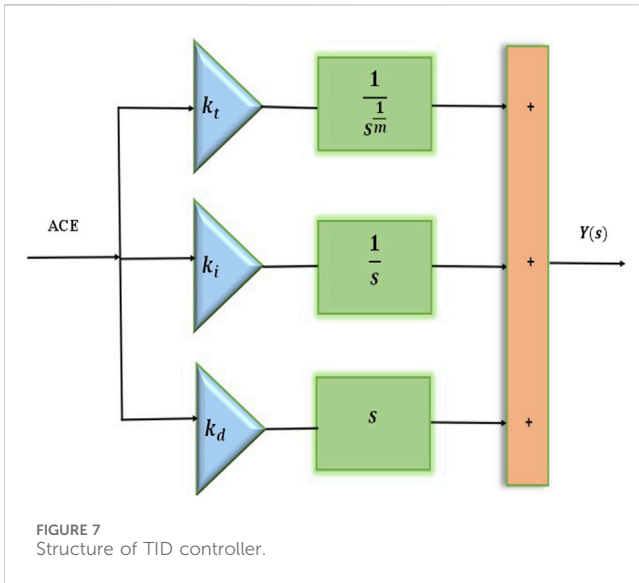 k_t
1
s^{1/m}
+
ACE
k_i
1
s
+
Y(s)
k_d
s
+
FIGURE 7
Structure of TID controller.